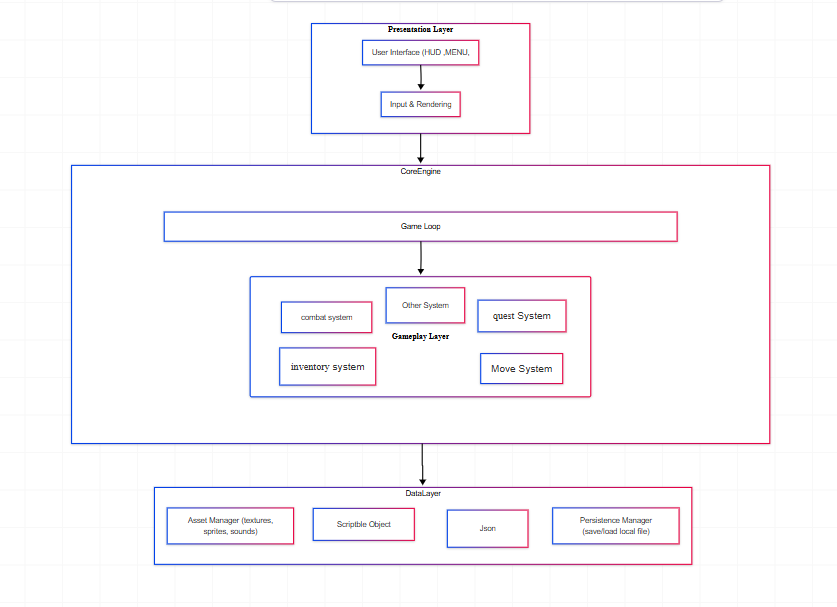 Presentation Layer
User Interface (HUD ,MENU,
Input & Rendering
CoreEngine
Game Loop
Other System
combat system
quest System
Gameplay Layer
inventory system
Move System
DataLayer
Asset Manager (textures,
sprites, sounds)
Scriptble Object
Json
Persistence Manager
(save/load local file)